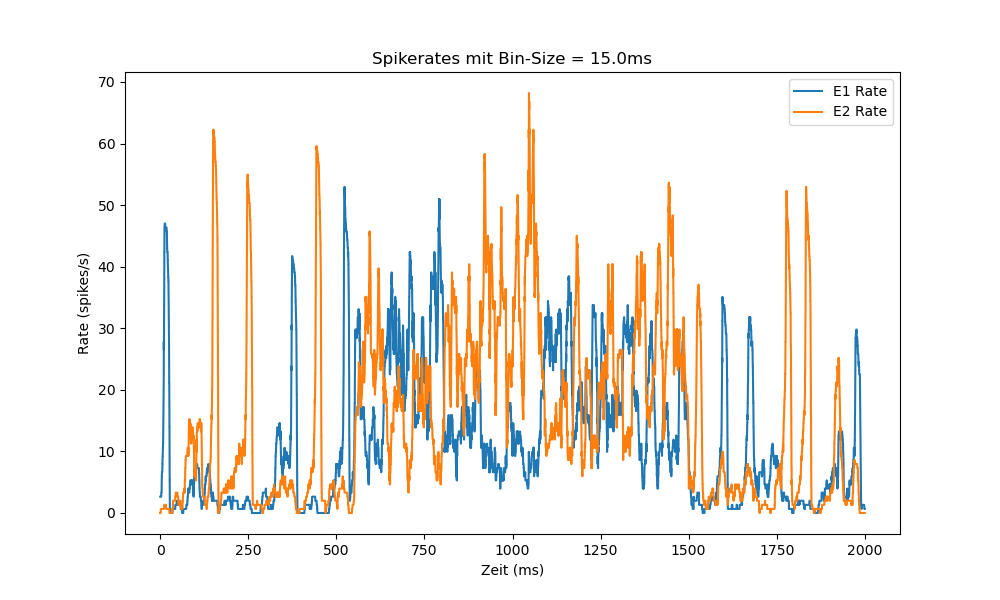 Spikerates mit Bin-Size = 15.0ms
E1 Rate
E2 Rate
Rate (spikes/s)
70
60
50
40
30
20
10
0
0 250 500 750 1000 1250 1500 1750 2000
Zeit (ms)